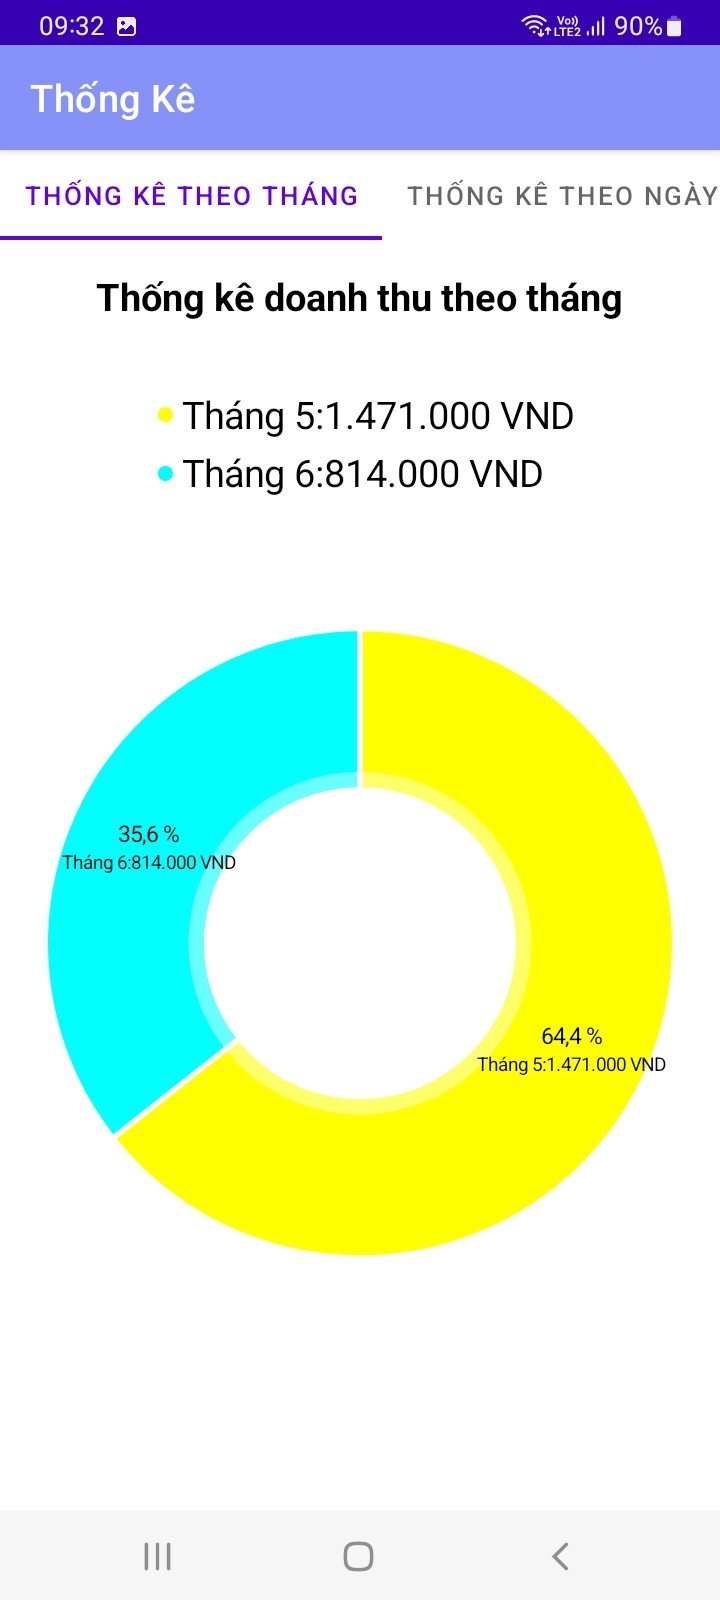 09:32
Vo))
LTE2
90%
Thống Kê
THỐNG KÊ THEO THÁNG
THỐNG KÊ THEO NGÀY
Thống kê doanh thu theo tháng
Tháng 5:1.471.000 VND
Tháng 6:814.000 VND
35,6 %
Tháng 6:814.000 VND
64,4 %
Tháng 5:1.471.000 VND